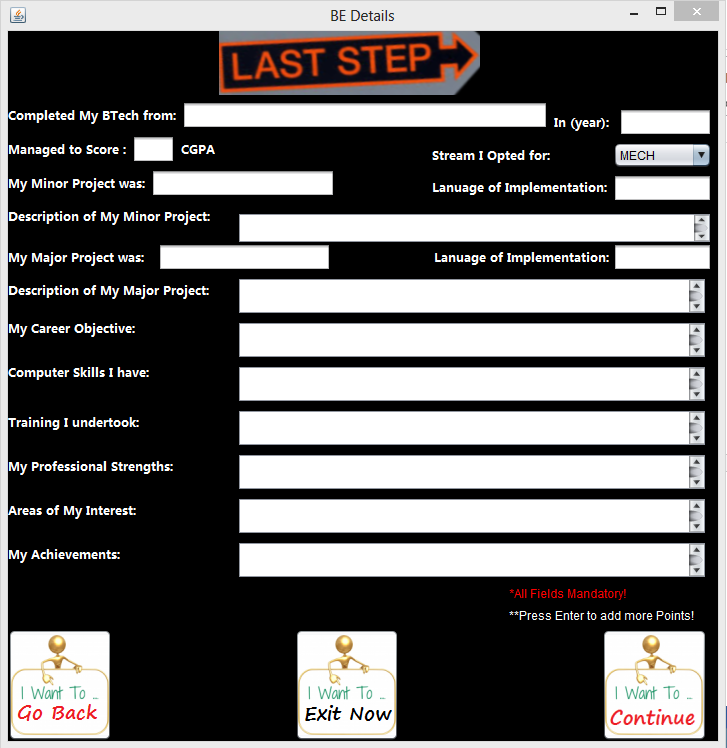 BE Details
LAST STEP
Completed My BTech from:
In (year):
Managed to Score :
CGPA
Stream I Opted for:
MECH
My Minor Project was:
Lanuage of Implementation:
Description of My Minor Project:
My Major Project was:
Lanuage of Implementation:
Description of My Major Project:
My Career Objective:
Computer Skills I have:
Training I undertook:
My Professional Strengths:
Areas of My Interest:
My Achievements:
*All Fields Mandatory!
**Press Enter to add more Points!
I Want To ...
Go Back
I Want To ...
Exit Now
I Want To ...
Continue